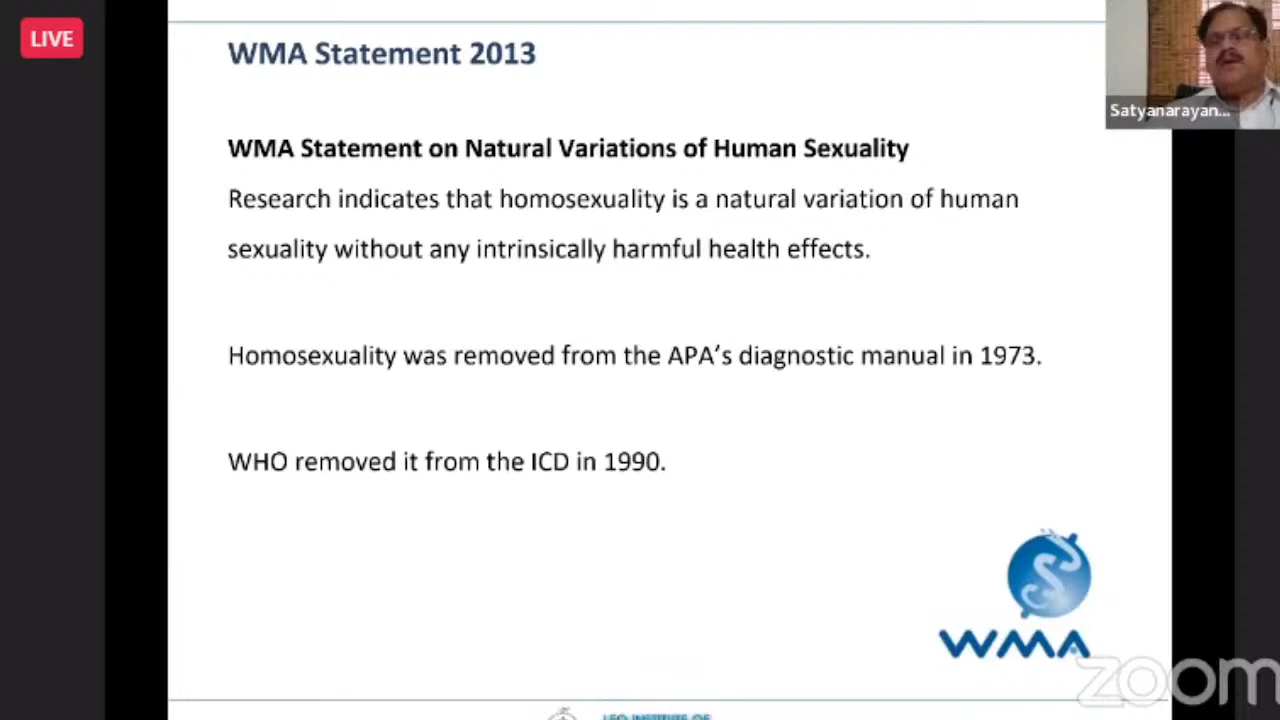 LIVE
WMA Statement 2013
Satyanarayan...
WMA Statement on Natural Variations of Human Sexuality
Research indicates that homosexuality is a natural variation of human
sexuality without any intrinsically harmful health effects.
Homosexuality was removed from the APA's diagnostic manual in 1973.
WHO removed it from the ICD in 1990.
WMA
zoom
INSTITUTE OF